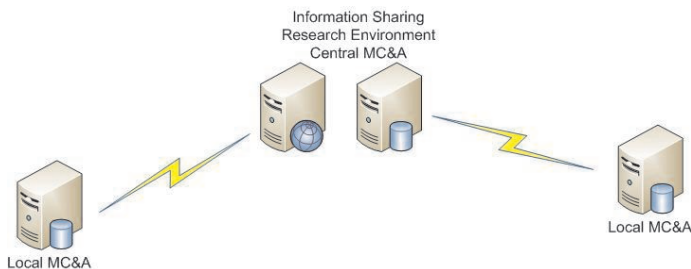 Information Sharing
Research Environment
Central MC&A
Local MC&A
Local MC&A